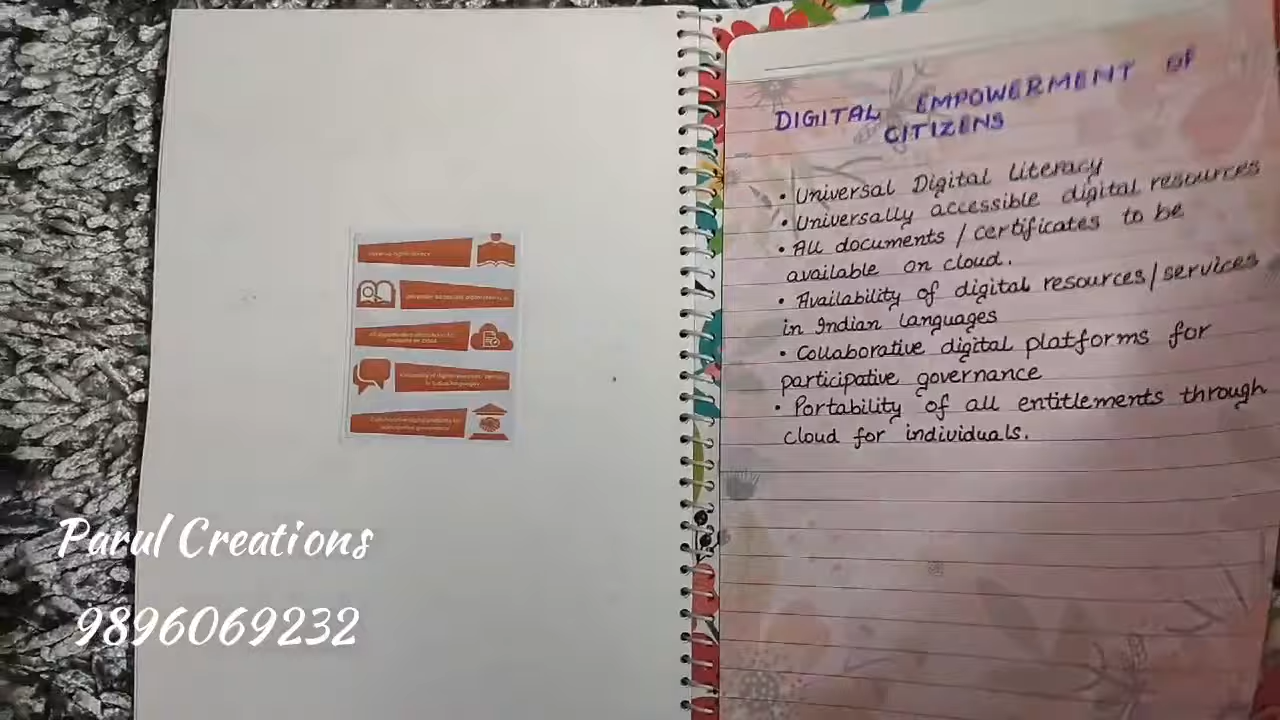 DIGITAL EMPOWERMENT OF
CITIZENS
• Universal Digital Literacy
• Universally accessible digital resources
• All documents / certificates to be
available on cloud.
• Availability of digital resources/services
in Indian languages
• Collaborative digital platforms for
participative governance
• Portability of all entitlements through
cloud for individuals.
Parul Creations
9896069232